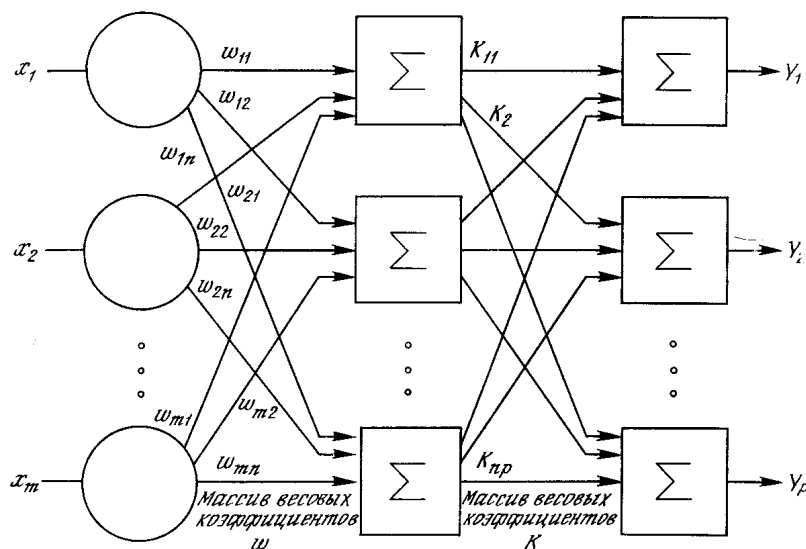 x1
w11
Σ
K11
Σ
Y1
w12
K2
w1n
w21
x2
w22
Σ
Σ
Y2
w2n
wm1
wm2
xm
wmn
Σ
Knp
Σ
Yp
Массив весовых
коэффициентов
w
Массив весовых
коэффициентов
K